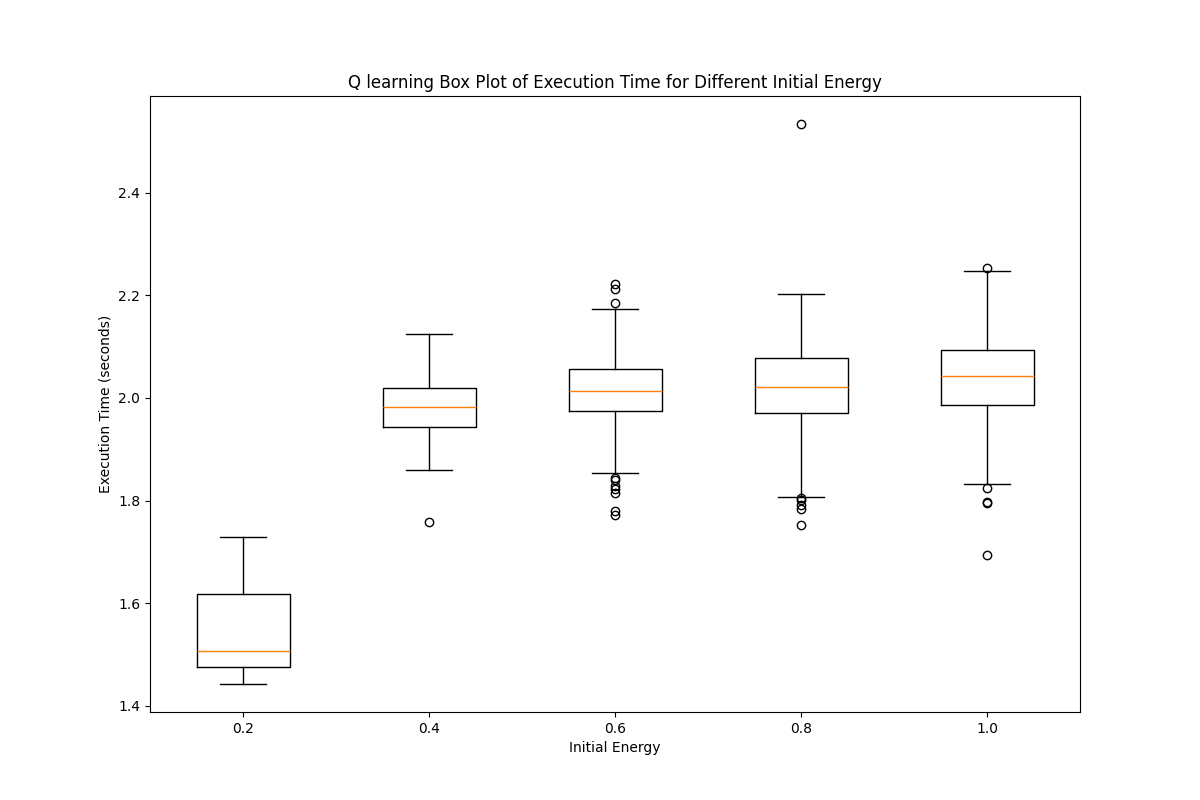 Q learning Box Plot of Execution Time for Different Initial Energy
Execution Time (seconds)
2.4
2.2
2.0
1.8
1.6
1.4
0.2 0.4 0.6 0.8 1.0
Initial Energy